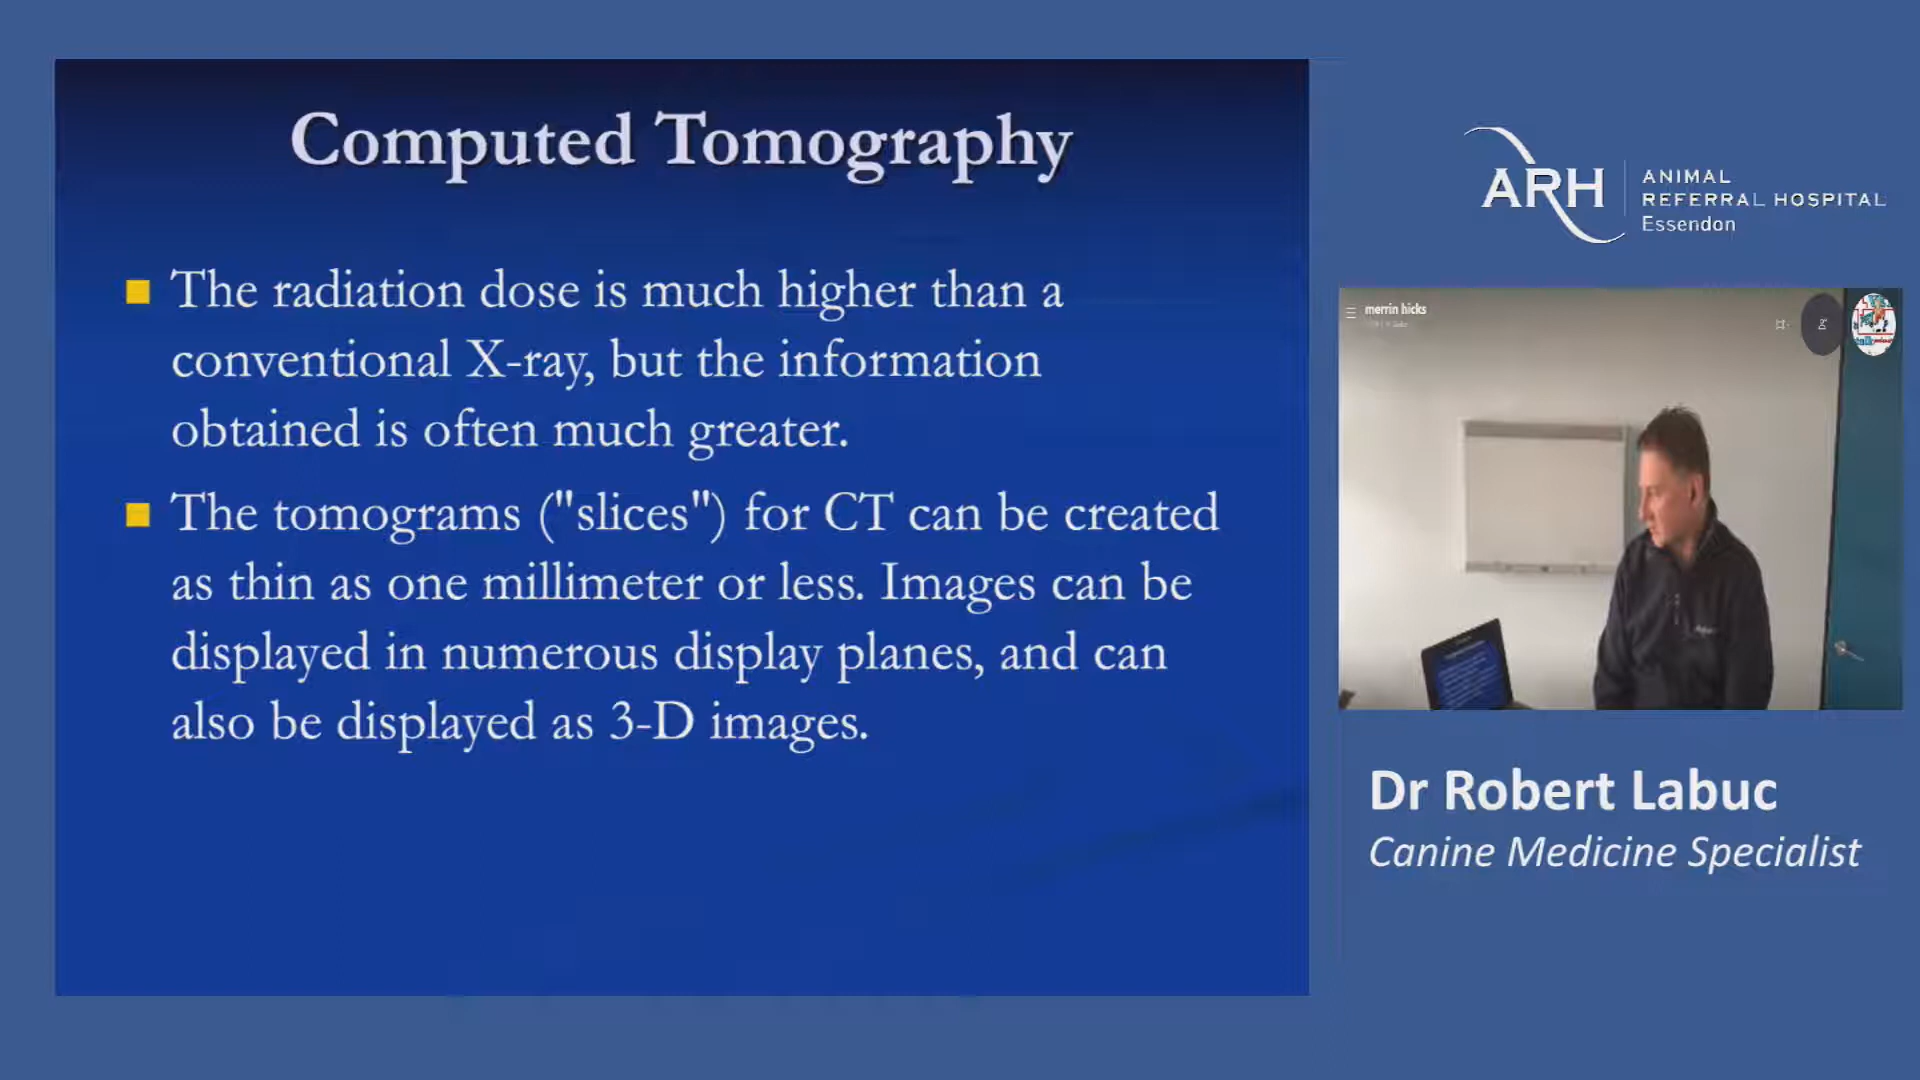 Computed Tomography
The radiation dose is much higher than a
conventional X-ray, but the information
obtained is often much greater.
The tomograms ("slices") for CT can be created
as thin as one millimeter or less. Images can be
displayed in numerous display planes, and can
also be displayed as 3-D images.
ARH
ANIMAL
REFERRAL HOSPITAL
Essendon
merrin hicks
Dr Robert Labuc
Canine Medicine Specialist